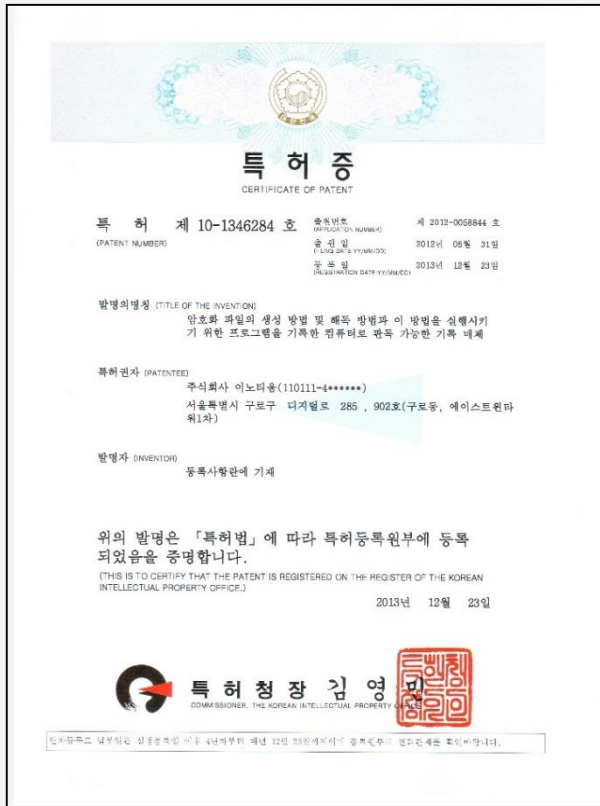 특허증
CERTIFICATE OF PATENT
특 허 제 10-1346284 호
(PATENT NUMBER)
출원번호 제 2012-0058844 호
(APPLICATION NUMBER)
출원일 2012년 05월 31일
(FILING DATE:YY/MM/DD)
등록일 2013년 12월 23일
(REGISTRATION DATE:YY/MM/DD)
발명의명칭 (TITLE OF THE INVENTION)
암호화 파일의 생성 방법 및 해독 방법과 이 방법을 실행시키
기 위한 프로그램을 기록한 컴퓨터로 판독 가능한 기록 매체
특허권자 (PATENTEE)
주식회사 이노티움(110111-4******)
서울특별시 구로구 디지털로 285 , 902호(구로동, 에이스트윈타
워1차)
발명자 (INVENTOR)
등록사항란에 기재
위의 발명은 「특허법」에 따라 특허등록원부에 등록
되었음을 증명합니다.
(THIS IS TO CERTIFY THAT THE PATENT IS REGISTERED ON THE REGISTER OF THE KOREAN
INTELLECTUAL PROPERTY OFFICE.)
2013년 12월 23일
특허청장 김영민
COMMISSIONER, THE KOREAN INTELLECTUAL PROPERTY OFFICE